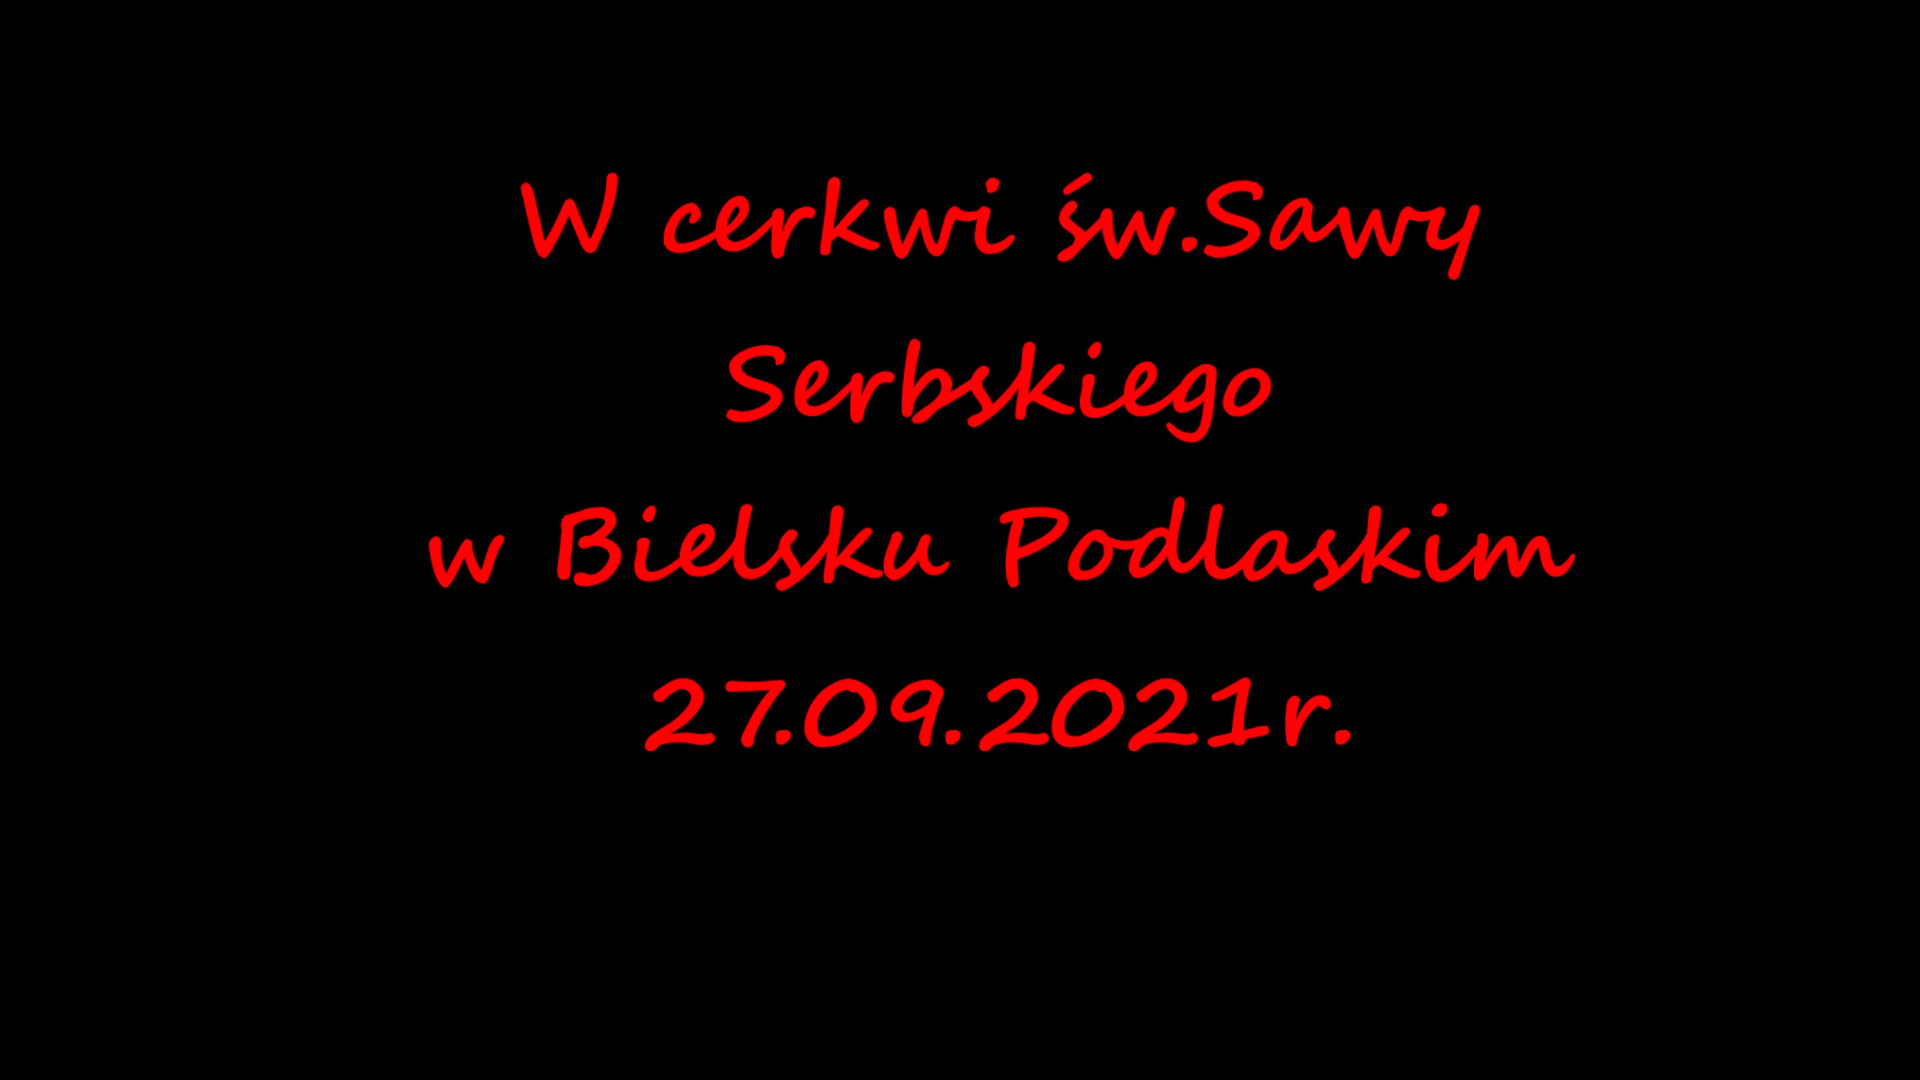 W cerkwi św.Sawy
Serbskiego
w Bielsku Podlaskim
27.09.2021r.